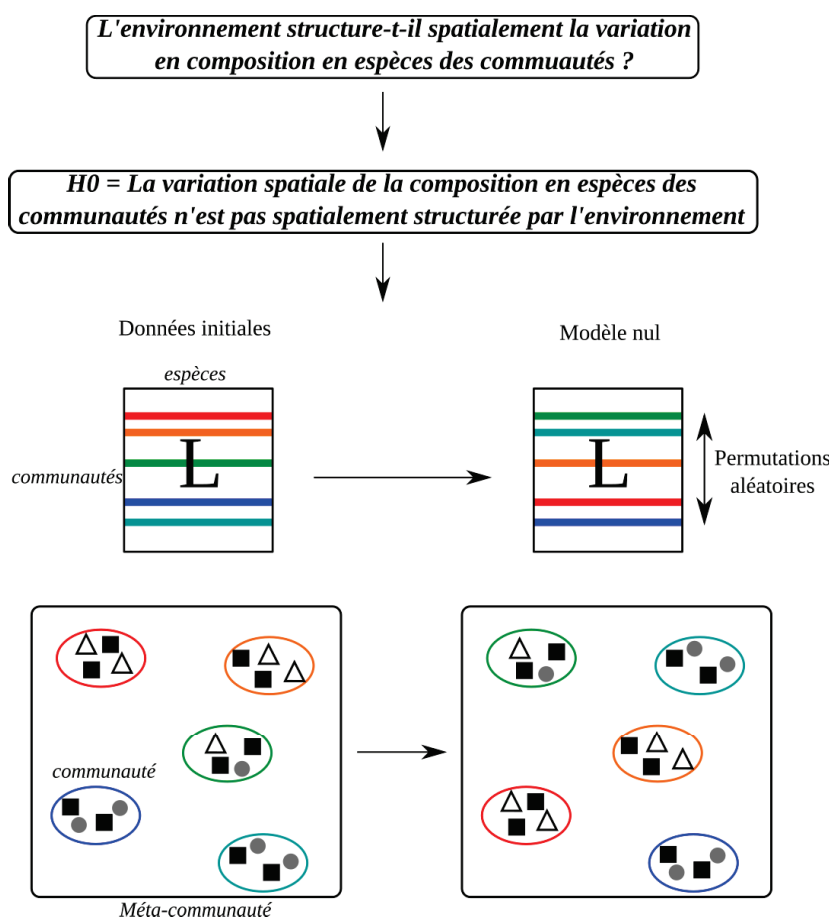 L'environnement structure-t-il spatialement la variation
en composition en espèces des commuautés ?
H0 = La variation spatiale de la composition en espèces des
communautés n'est pas spatialement structurée par l'environnement
Données initiales
Modèle nul
espèces
communautés
L
L
Permutations
aléatoires
communauté
Méta-communauté